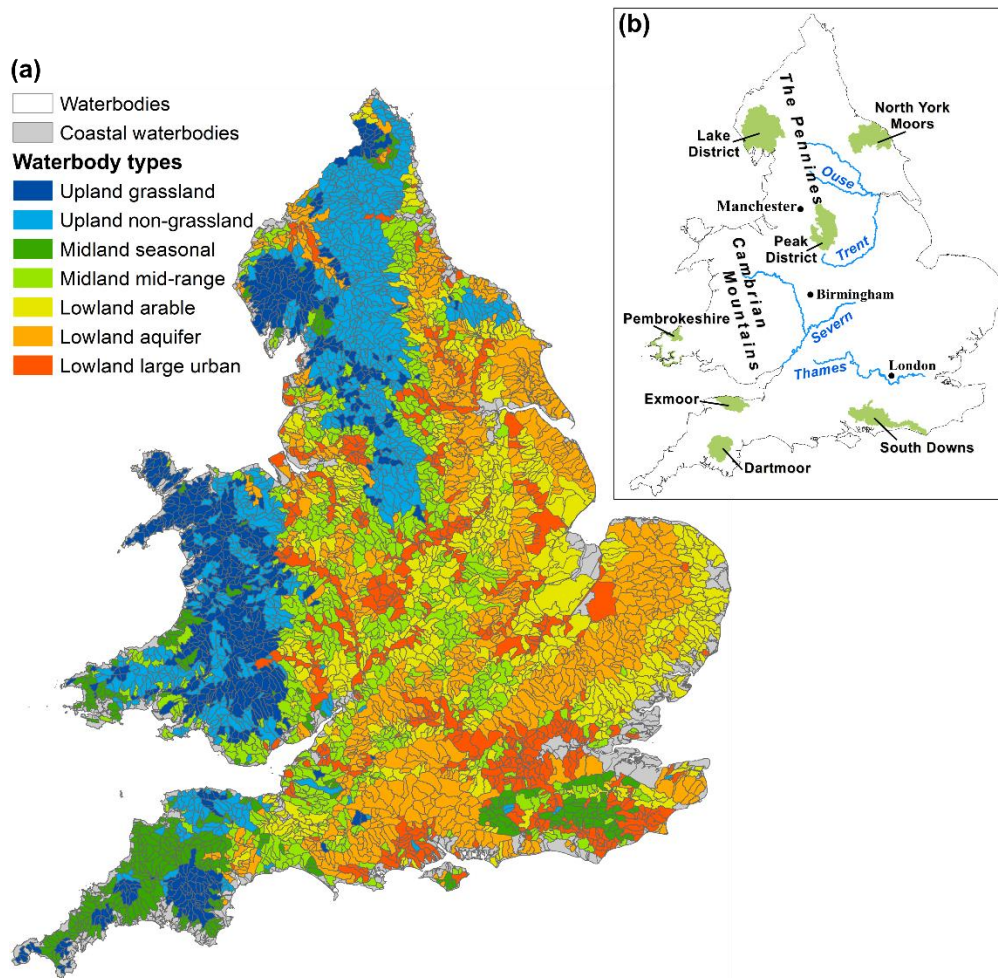 (a)
Waterbodies
Coastal waterbodies
Waterbody types
Upland grassland
Upland non-grassland
Midland seasonal
Midland mid-range
Lowland arable
Lowland aquifer
Lowland large urban
(b)
The Pennines
North York
Moors
Lake
District
Ouse
Manchester
Peak
District
Trent
Cambrian
Mountains
Birmingham
Pembrokeshire
Severn
Thames
London
Exmoor
South Downs
Dartmoor